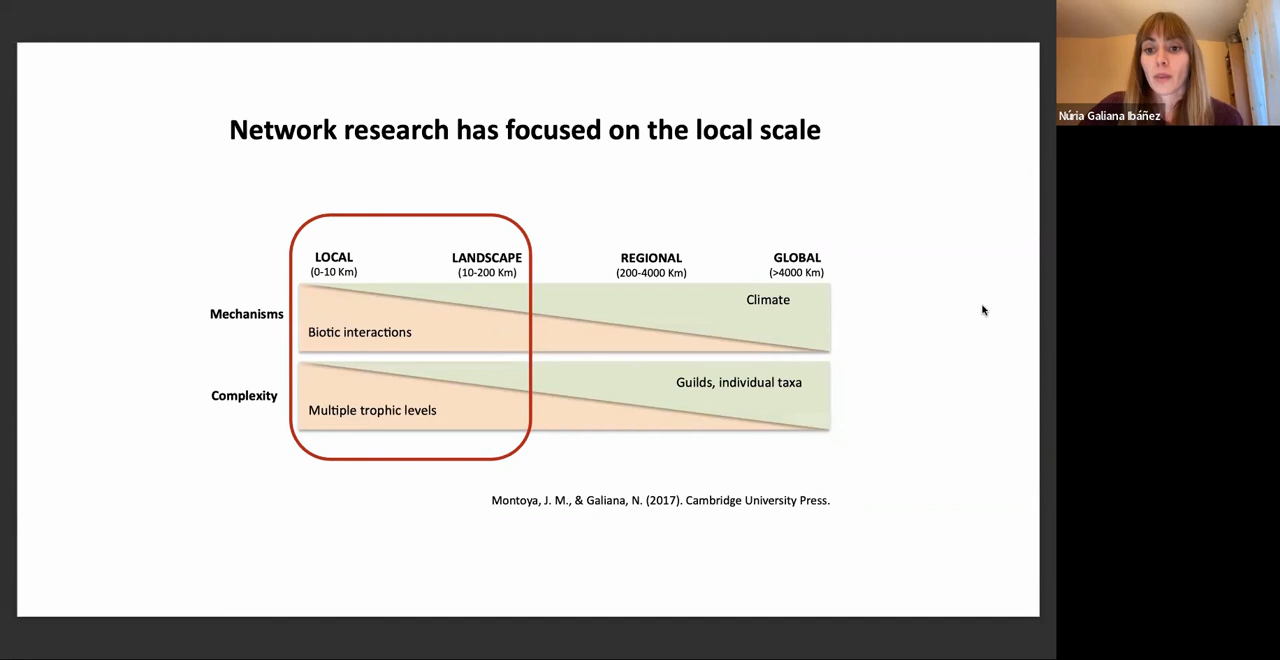 Network research has focused on the local scale
LOCAL
(0-10 Km)
LANDSCAPE
(10-200 Km)
REGIONAL
(200-4000 Km)
GLOBAL
(>4000 Km)
Mechanisms
Climate
Biotic interactions
Complexity
Guilds, individual taxa
Multiple trophic levels
Montoya, J. M., & Galiana, N. (2017). Cambridge University Press.
Núria Galiana Ibáñez